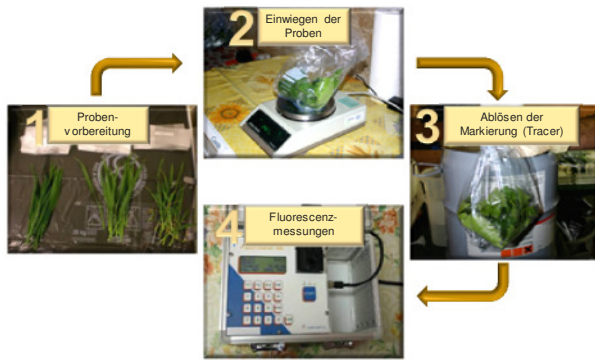 1
Proben-
vorbereitung
2
Einwiegen der
Proben
3
Ablösen der
Markierung (Tracer)
4
Fluorescenz-
messungen